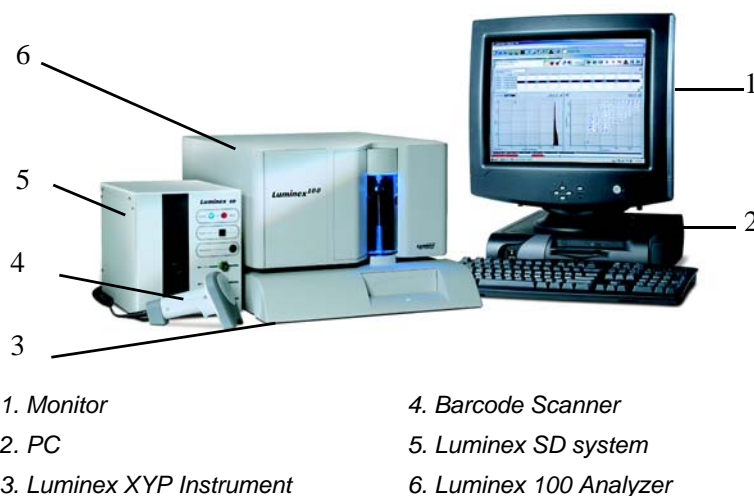 6
1
5
Luminex 100
Luminex SD
2
4
3
1. Monitor
4. Barcode Scanner
2. PC
5. Luminex SD system
3. Luminex XYP Instrument
6. Luminex 100 Analyzer